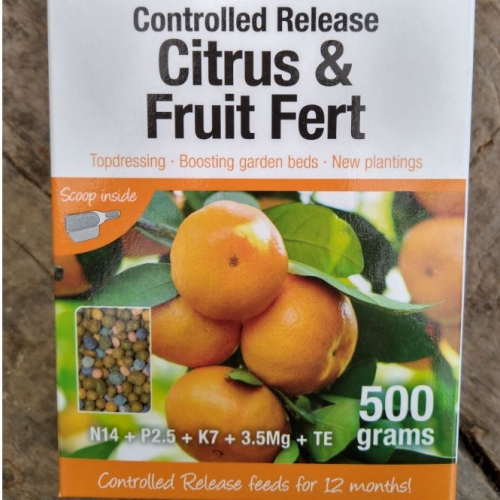 Controlled Release
Citrus &
Fruit Fert
Topdressing · Boosting garden beds · New plantings
Scoop inside
500
grams
N14 + P2.5 + K7 + 3.5Mg + TE
Controlled Release feeds for 12 months!